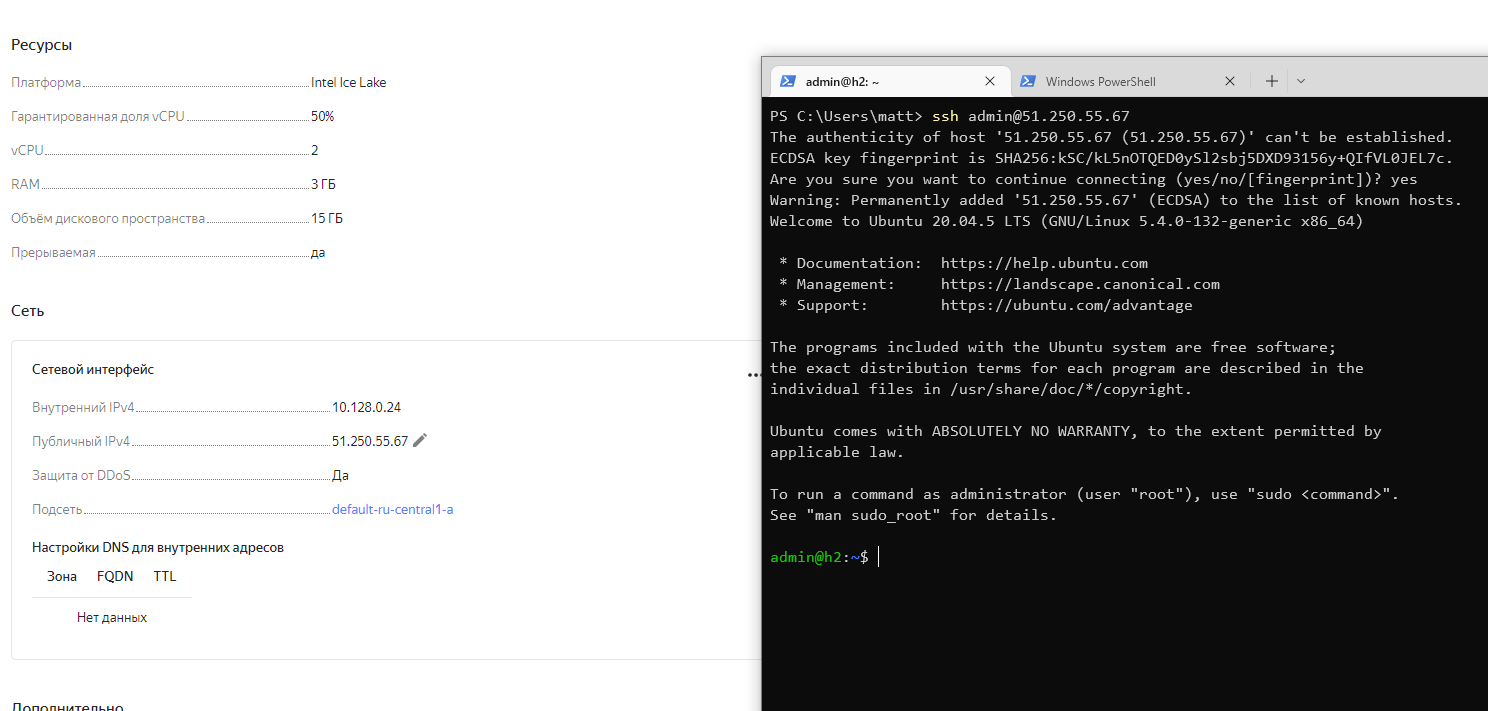 Ресурсы
Платформа Intel Ice Lake
Гарантированная доля vCPU 50%
vCPU 2
RAM 3 ГБ
Объём дискового пространства 15 ГБ
Прерываемая да
Сеть
Сетевой интерфейс
Внутренний IPv4 10.128.0.24
Публичный IPv4 51.250.55.67
Защита от DDoS Да
Подсеть default-ru-central1-a
Настройки DNS для внутренних адресов
Зона FQDN TTL
Нет данных
Дополнительно
admin@h2: ~ Windows PowerShell
PS C:\Users\matt> ssh admin@51.250.55.67
The authenticity of host '51.250.55.67 (51.250.55.67)' can't be established.
ECDSA key fingerprint is SHA256:kSC/kL5nOTQED0ySl2sbj5DXD93156y+QIfVL0JEL7c.
Are you sure you want to continue connecting (yes/no/[fingerprint])? yes
Warning: Permanently added '51.250.55.67' (ECDSA) to the list of known hosts.
Welcome to Ubuntu 20.04.5 LTS (GNU/Linux 5.4.0-132-generic x86_64)
* Documentation: https://help.ubuntu.com
* Management: https://landscape.canonical.com
* Support: https://ubuntu.com/advantage
The programs included with the Ubuntu system are free software;
the exact distribution terms for each program are described in the
individual files in /usr/share/doc/*/copyright.
Ubuntu comes with ABSOLUTELY NO WARRANTY, to the extent permitted by
applicable law.
To run a command as administrator (user "root"), use "sudo <command>".
See "man sudo_root" for details.
admin@h2:~$